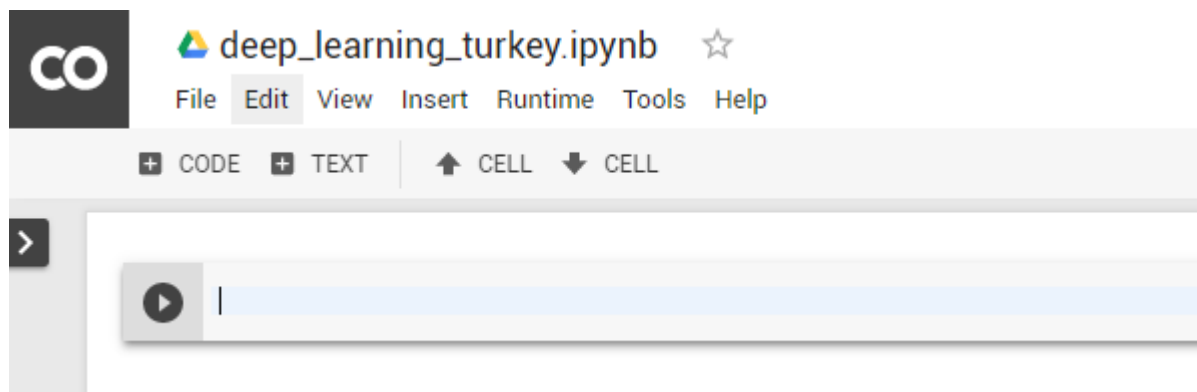 CO
deep_learning_turkey.ipynb
File Edit View Insert Runtime Tools Help
CODE TEXT CELL CELL